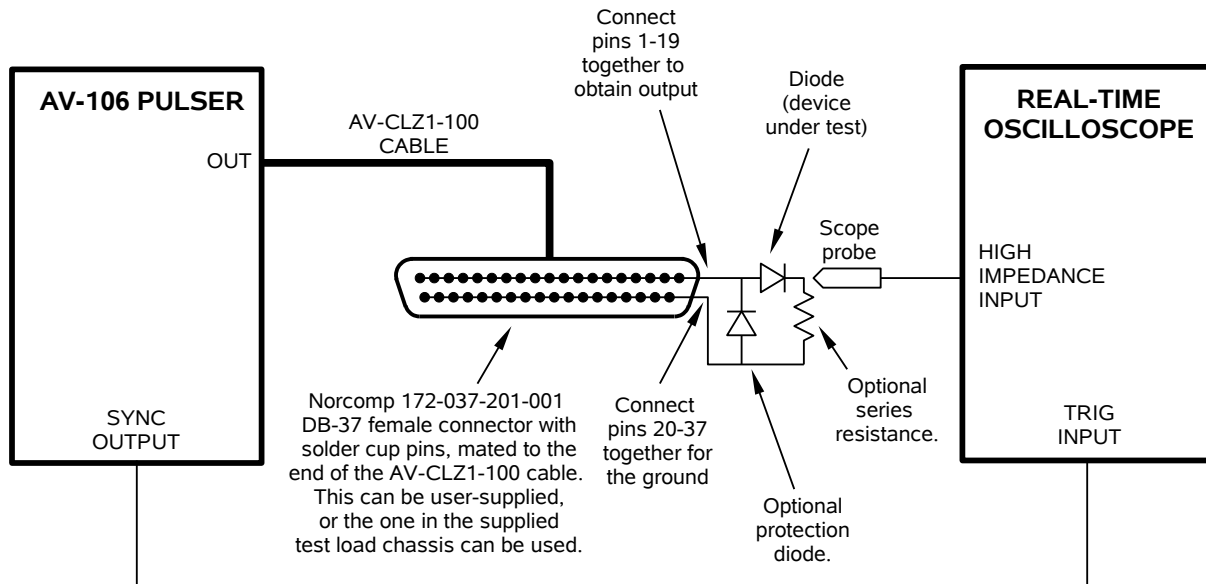 Connect
pins 1-19
together to
obtain output
Diode
(device
under test)
AV-106 PULSER
OUT
AV-CLZ1-100
CABLE
REAL-TIME
OSCILLOSCOPE
Scope
probe
HIGH
IMPEDANCE
INPUT
SYNC
OUTPUT
Norcomp 172-037-201-001
DB-37 female connector with
solder cup pins, mated to the
end of the AV-CLZ1-100 cable.
This can be user-supplied,
or the one in the supplied
test load chassis can be used.
Connect
pins 20-37
together for
the ground
Optional
protection
diode.
Optional
series
resistance.
TRIG
INPUT